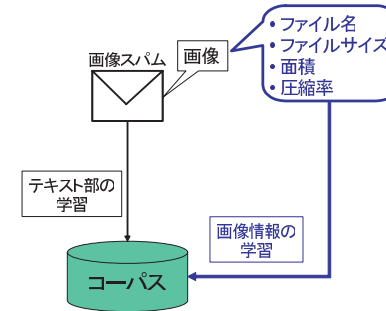 • ファイル名
• ファイルサイズ
• 面積
• 圧縮率
画像スパム
画像
テキスト部の
学習
画像情報の
学習
コーパス